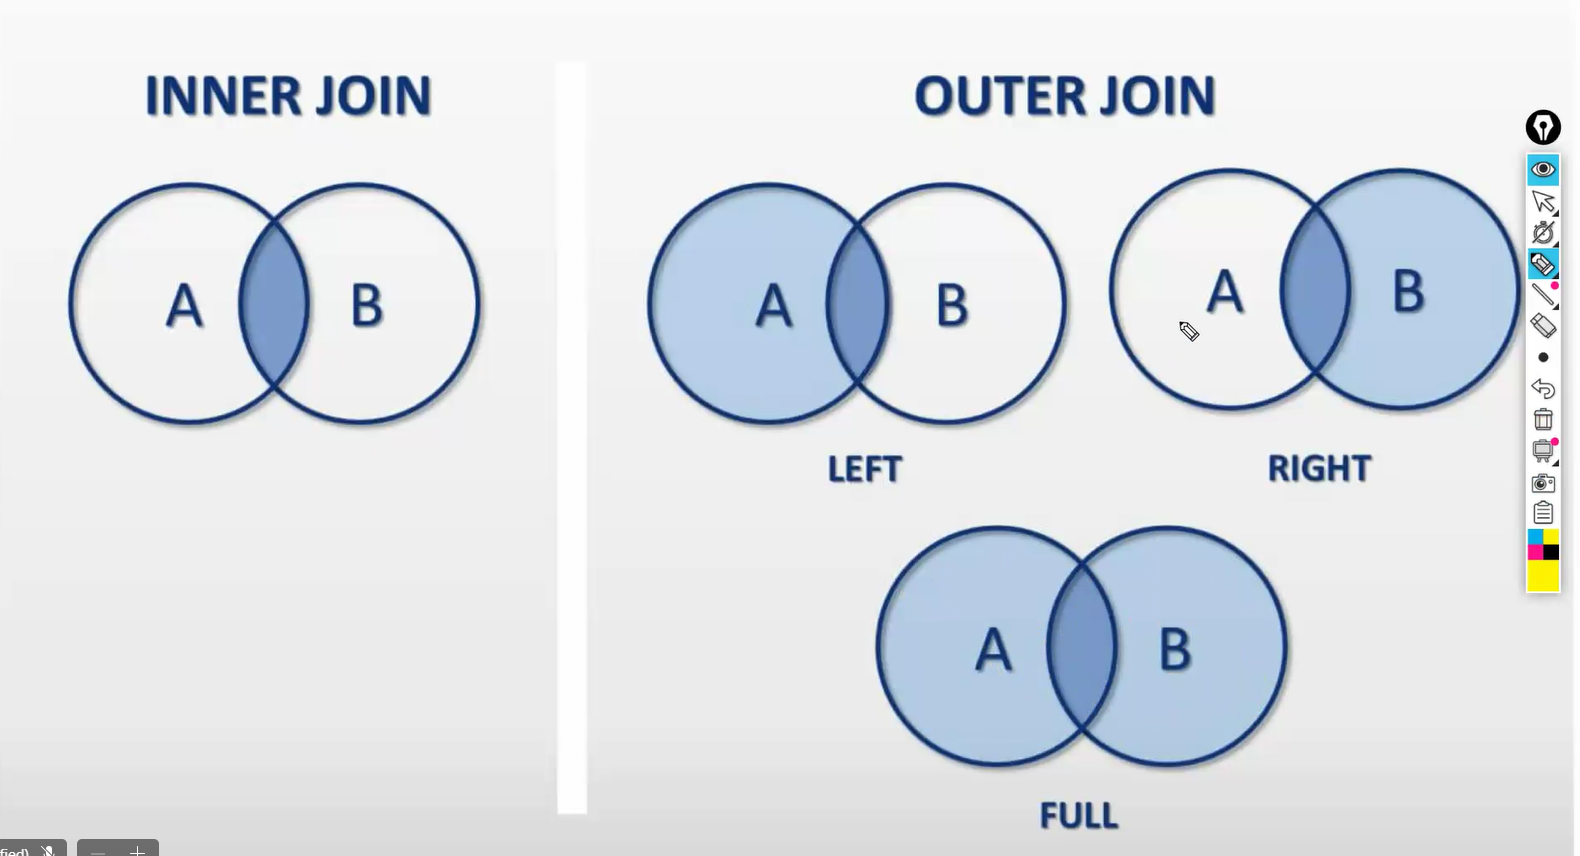 INNER JOIN
A B
OUTER JOIN
A B
LEFT
A B
RIGHT
A B
FULL
fied)